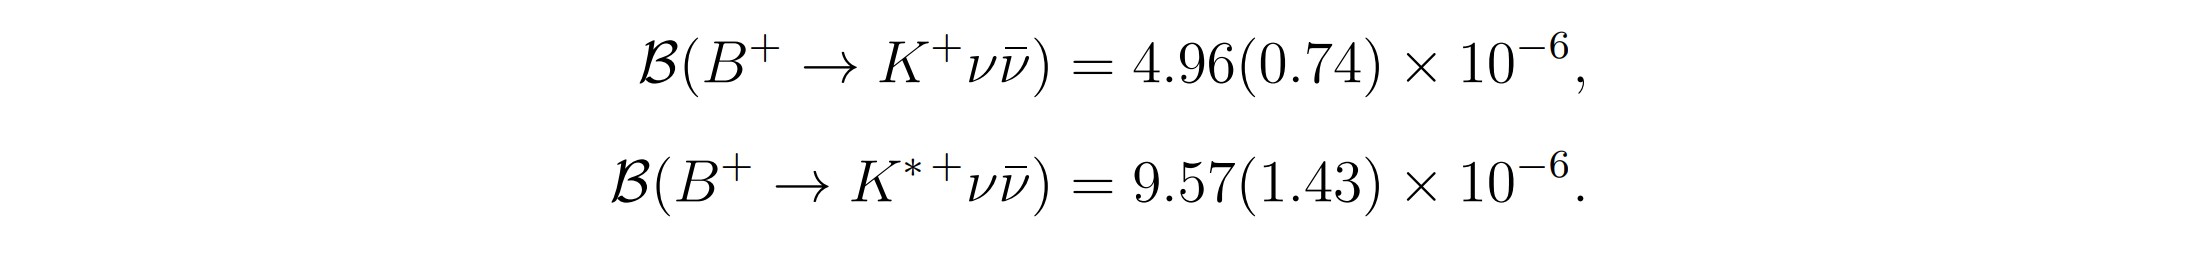 ℬ(B⁺ → K⁺νν̄) = 4.96(0.74) × 10⁻⁶,
ℬ(B⁺ → K*⁺νν̄) = 9.57(1.43) × 10⁻⁶.